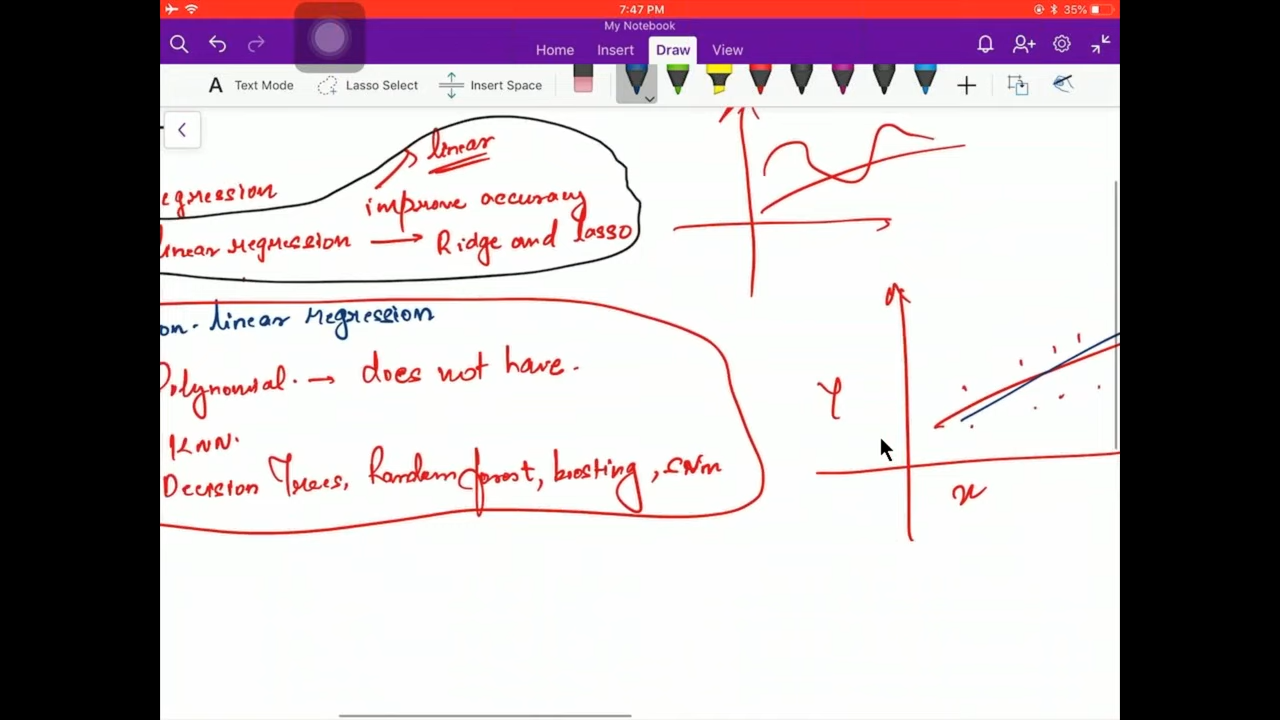 7:47 PM
35%
My Notebook
Home Insert Draw View
A Text Mode Lasso Select Insert Space
linear
egression
improve accuracy
linear regression → Ridge and lasso
on. linear regression
Polynomial. → does not have.
KNN.
Decision Trees, Random forost, boosting, SVM
Y
x